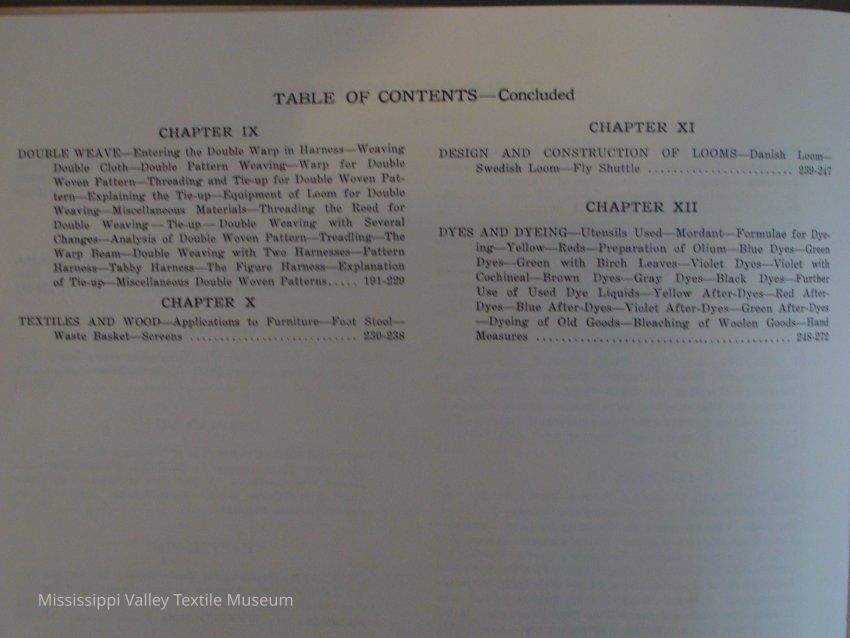 TABLE OF CONTENTS—Concluded
CHAPTER IX
DOUBLE WEAVE—Entering the Double Warp in Harness—Weaving
Double Cloth—Double Pattern Weaving—Warp for Double
Woven Pattern—Threading and Tie-up for Double Woven Pat-
tern—Explaining the Tie-up—Equipment of Loom for Double
Weaving—Miscellaneous Materials—Threading the Reed for
Double Weaving—Tie-up—Double Weaving with Several
Changes—Analysis of Double Woven Pattern—Treadling—The
Warp Beam—Double Weaving with Two Harnesses—Pattern
Harness—Tabby Harness—The Figure Harness—Explanation
of Tie-up—Miscellaneous Double Woven Patterns..... 191-229
CHAPTER X
TEXTILES AND WOOD—Applications to Furniture—Foot Stool—
Waste Basket—Screens ............................ 230-238
CHAPTER XI
DESIGN AND CONSTRUCTION OF LOOMS—Danish Loom—
Swedish Loom—Fly Shuttle ........................ 239-247
CHAPTER XII
DYES AND DYEING—Utensils Used—Mordant—Formulae for Dye-
ing—Yellow—Reds—Preparation of Olium—Blue Dyes—Green
Dyes—Green with Birch Leaves—Violet Dyes—Violet with
Cochineal—Brown Dyes—Gray Dyes—Black Dyes—Further
Use of Used Dye Liquids—Yellow After-Dyes—Red After-
Dyes—Blue After-Dyes—Violet After-Dyes—Green After-Dyes
—Dyeing of Old Goods—Bleaching of Woolen Goods—Hand
Measures ........................................... 248-272
Mississippi Valley Textile Museum